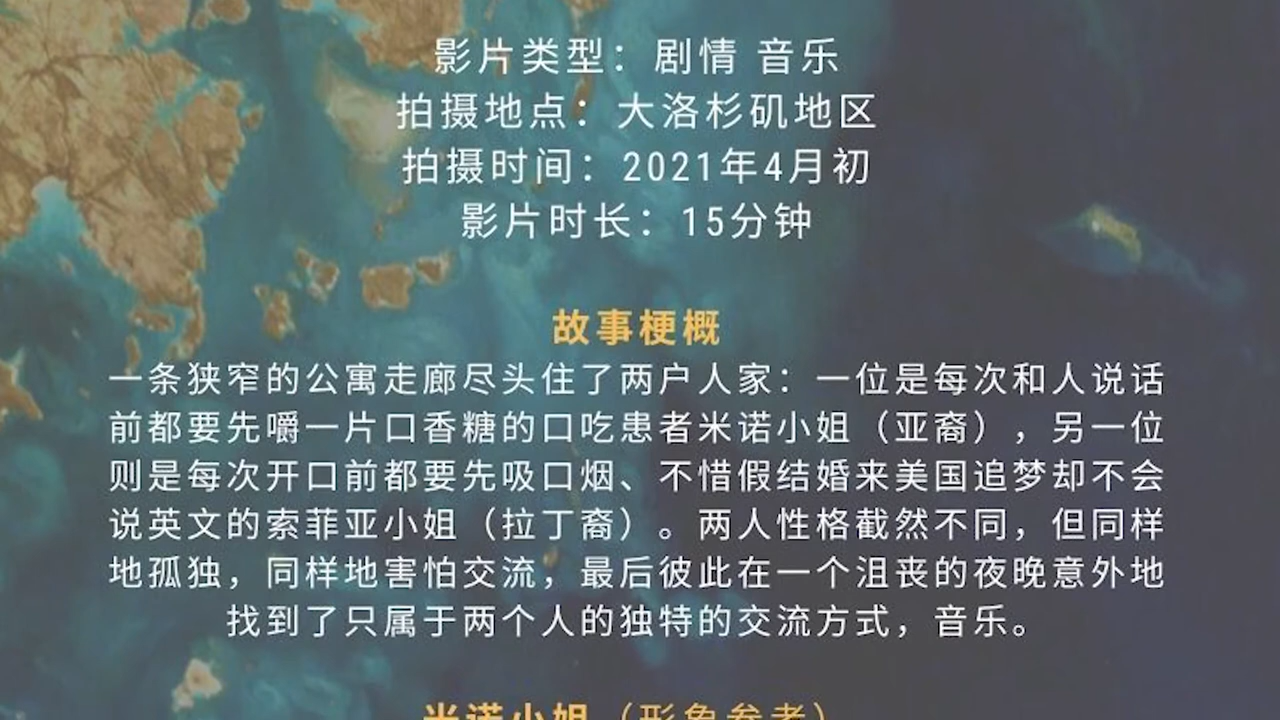 影片类型：剧情 音乐
拍摄地点：大洛杉矶地区
拍摄时间：2021年4月初
影片时长：15分钟
故事梗概
一条狭窄的公寓走廊尽头住了两户人家：一位是每次和人说话
前都要先嚼一片口香糖的口吃患者米诺小姐（亚裔），另一位
则是每次开口前都要先吸口烟、不惜假结婚来美国追梦却不会
说英文的索菲亚小姐（拉丁裔）。两人性格截然不同，但同样
地孤独，同样地害怕交流，最后彼此在一个沮丧的夜晚意外地
找到了只属于两个人的独特的交流方式，音乐。
米诺小姐（形象参考）